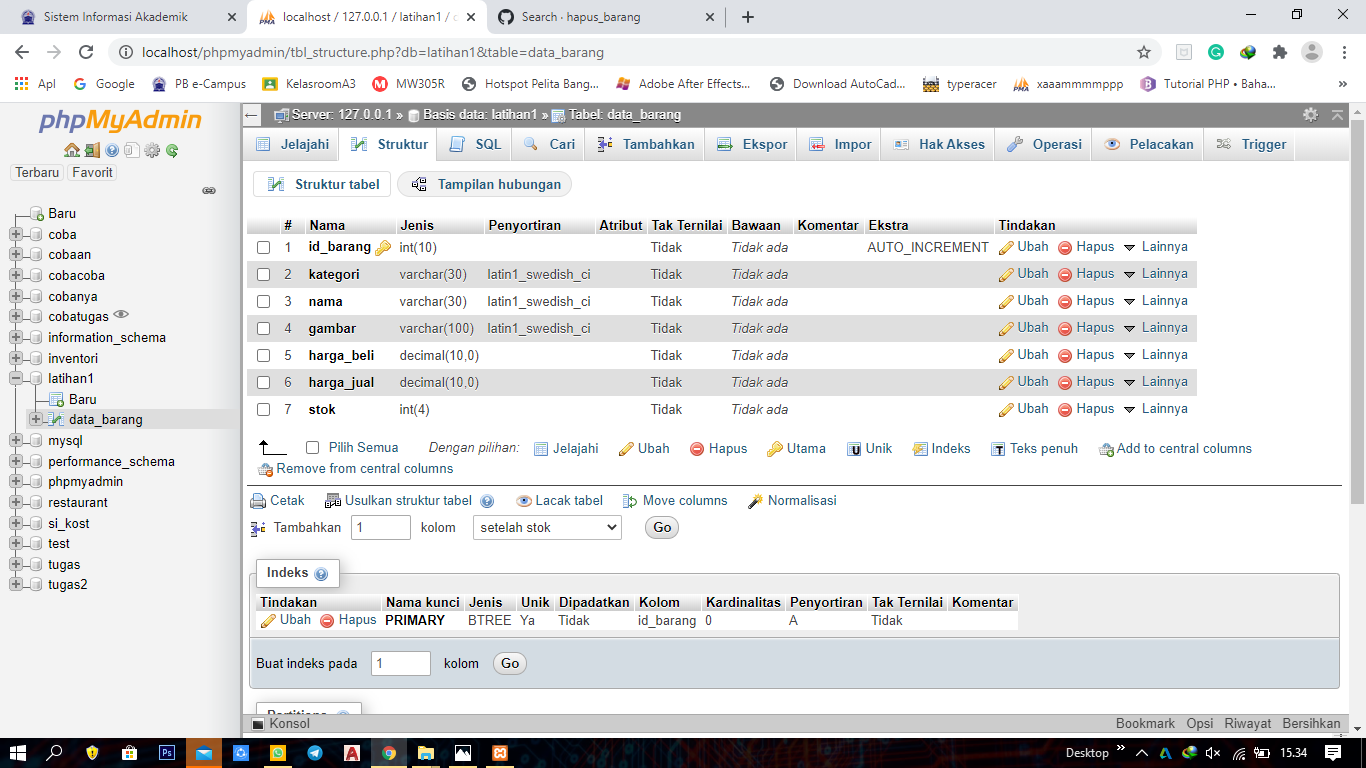 Sistem Informasi Akademik
localhost / 127.0.0.1 / latihan1 /
Search · hapus_barang
localhost/phpmyadmin/tbl_structure.php?db=latihan1&table=data_barang
Apl Google PB e-Campus KelasroomA3 MW305R Hotspot Pelita Bang... Adobe After Effects... Download AutoCad... typeracer xaaammmmppp Tutorial PHP • Baha... »
phpMyAdmin
Terbaru Favorit
Baru
coba
cobaan
cobacoba
cobanya
cobatugas
information_schema
inventori
latihan1
Baru
data_barang
mysql
performance_schema
phpmyadmin
restaurant
si_kost
test
tugas
tugas2
Server: 127.0.0.1 » Basis data: latihan1 » Tabel: data_barang
Jelajahi Struktur SQL Cari Tambahkan Ekspor Impor Hak Akses Operasi Pelacakan Trigger
Struktur tabel Tampilan hubungan
# Nama Jenis Penyortiran Atribut Tak Ternilai Bawaan Komentar Ekstra Tindakan
1 id_barang int(10) Tidak Tidak ada AUTO_INCREMENT Ubah Hapus Lainnya
2 kategori varchar(30) latin1_swedish_ci Tidak Tidak ada Ubah Hapus Lainnya
3 nama varchar(30) latin1_swedish_ci Tidak Tidak ada Ubah Hapus Lainnya
4 gambar varchar(100) latin1_swedish_ci Tidak Tidak ada Ubah Hapus Lainnya
5 harga_beli decimal(10,0) Tidak Tidak ada Ubah Hapus Lainnya
6 harga_jual decimal(10,0) Tidak Tidak ada Ubah Hapus Lainnya
7 stok int(4) Tidak Tidak ada Ubah Hapus Lainnya
Pilih Semua Dengan pilihan: Jelajahi Ubah Hapus Utama Unik Indeks Teks penuh Add to central columns
Remove from central columns
Cetak Usulkan struktur tabel Lacak tabel Move columns Normalisasi
Tambahkan 1 kolom setelah stok Go
Indeks
Tindakan Nama kunci Jenis Unik Dipadatkan Kolom Kardinalitas Penyortiran Tak Ternilai Komentar
Ubah Hapus PRIMARY BTREE Ya Tidak id_barang 0 A Tidak
Buat indeks pada 1 kolom Go
Partitions
Konsol Bookmark Opsi Riwayat Bersihkan
Desktop » 15.34